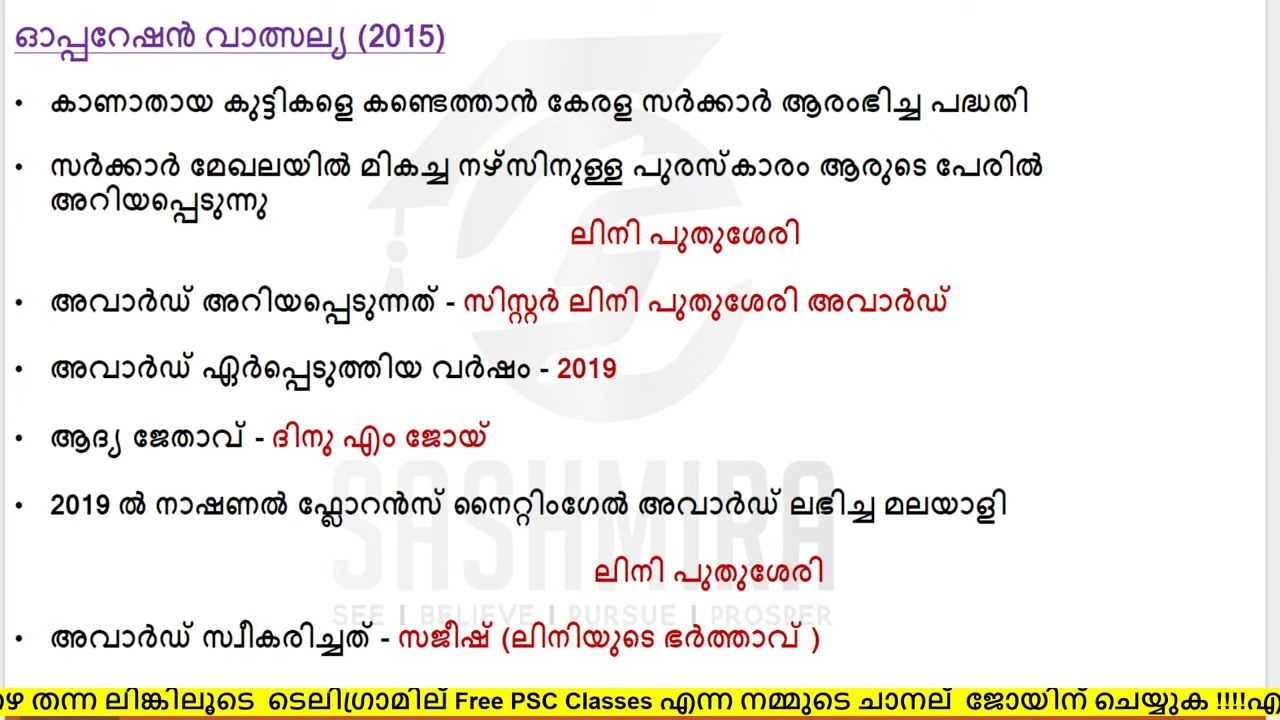 ഓപ്പറേഷൻ വാത്സല്യ (2015)
• കാണാതായ കുട്ടികളെ കണ്ടെത്താൻ കേരള സർക്കാർ ആരംഭിച്ച പദ്ധതി
• സർക്കാർ മേഖലയിൽ മികച്ച നഴ്സിനുള്ള പുരസ്കാരം ആരുടെ പേരിൽ
അറിയപ്പെടുന്നു
ലിനി പുതുശേരി
• അവാർഡ് അറിയപ്പെടുന്നത് - സിസ്റ്റർ ലിനി പുതുശേരി അവാർഡ്
• അവാർഡ് ഏർപ്പെടുത്തിയ വർഷം - 2019
• ആദ്യ ജേതാവ് - ദിനു എം ജോയ്
• 2019 ൽ നാഷണൽ ഫ്ലോറൻസ് നൈറ്റിംഗേൽ അവാർഡ് ലഭിച്ച മലയാളി
SASHMIRA
ലിനി പുതുശേരി
SEE | BELIEVE | PURSUE | PROSPER
• അവാർഡ് സ്വീകരിച്ചത് - സജീഷ് (ലിനിയുടെ ഭർത്താവ് )
തന്ന ലിങ്കിലൂടെ ടെലിഗ്രാമില് Free PSC Classes എന്ന നമ്മുടെ ചാനല് ജോയിന് ചെയ്യുക !!!!